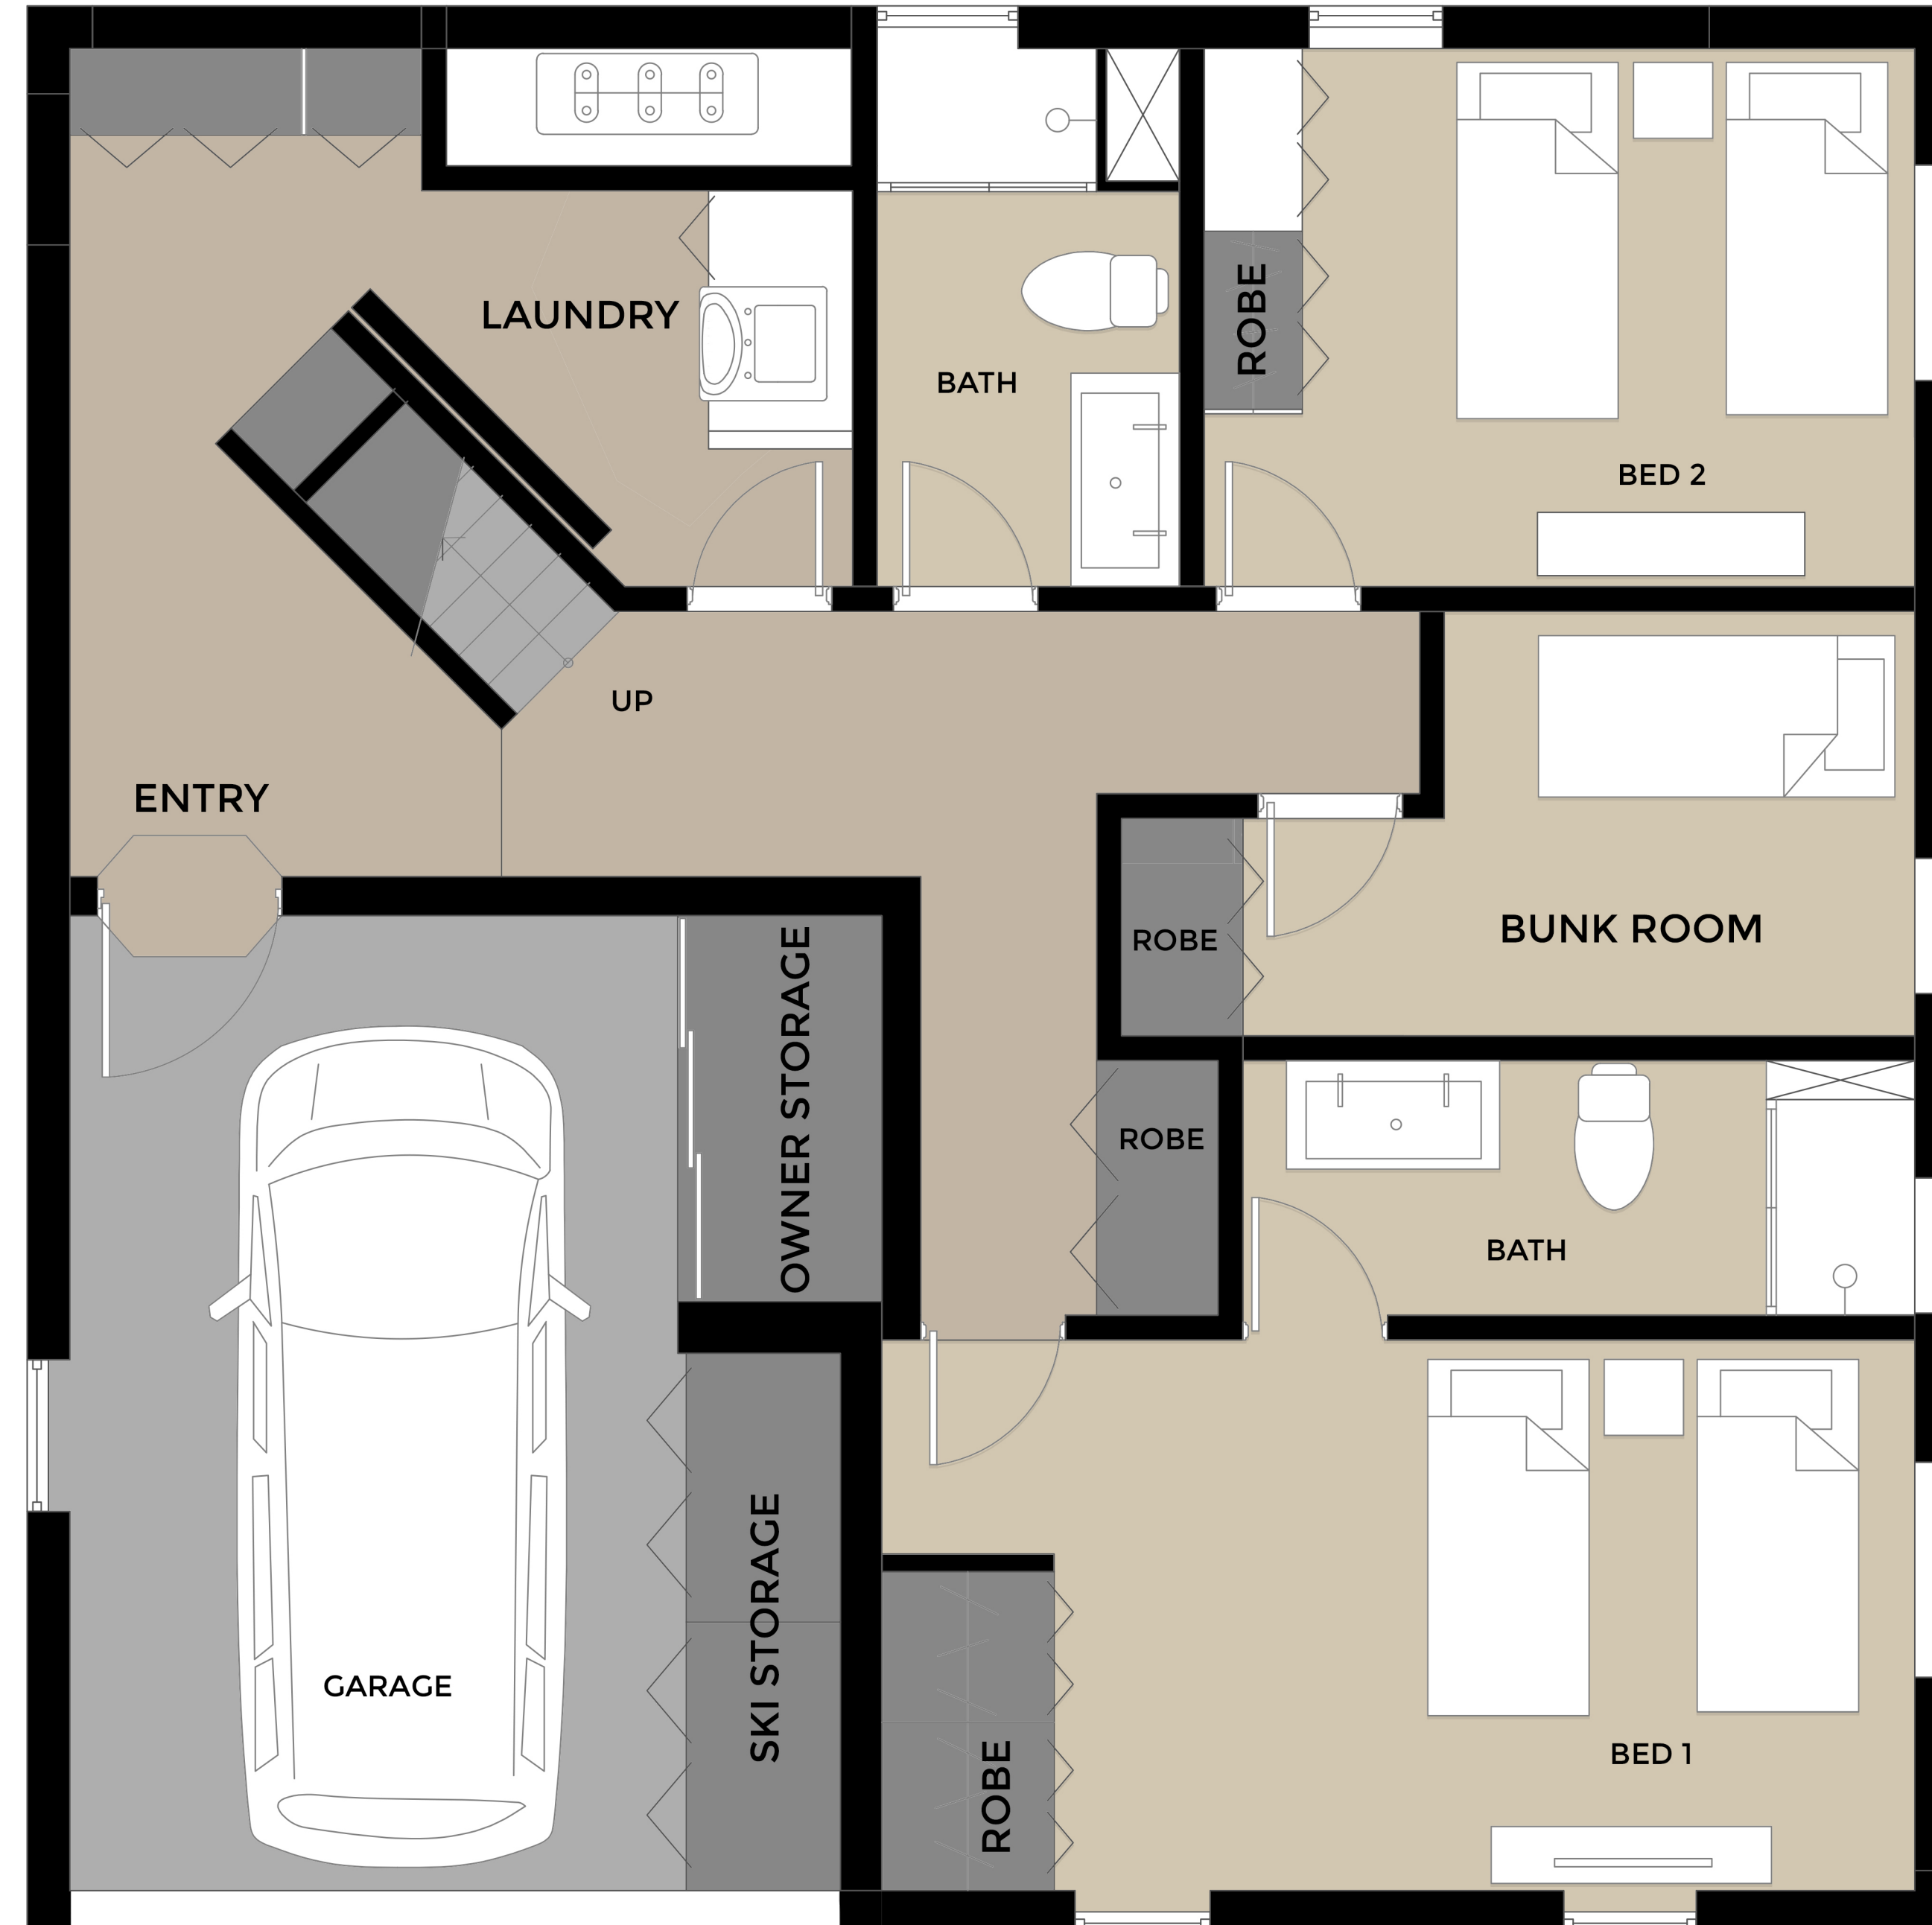 LAUNDRY
ROBE
BATH
BED 2
UP
ENTRY
BUNK ROOM
ROBE
OWNER STORAGE
ROBE
BATH
SKI STORAGE
GARAGE
BED 1
ROBE